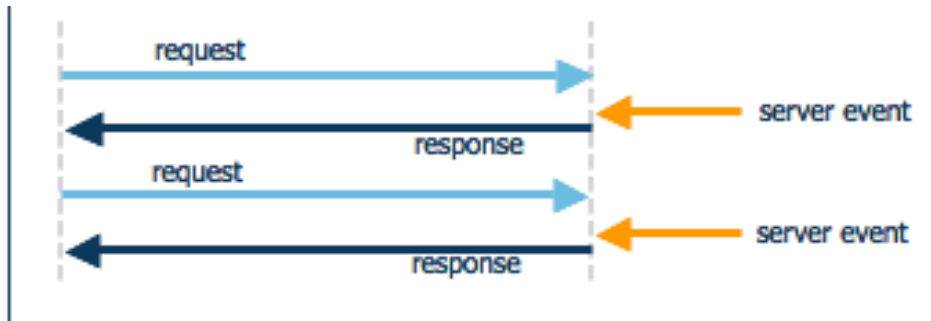 request
server event
response
request
server event
response